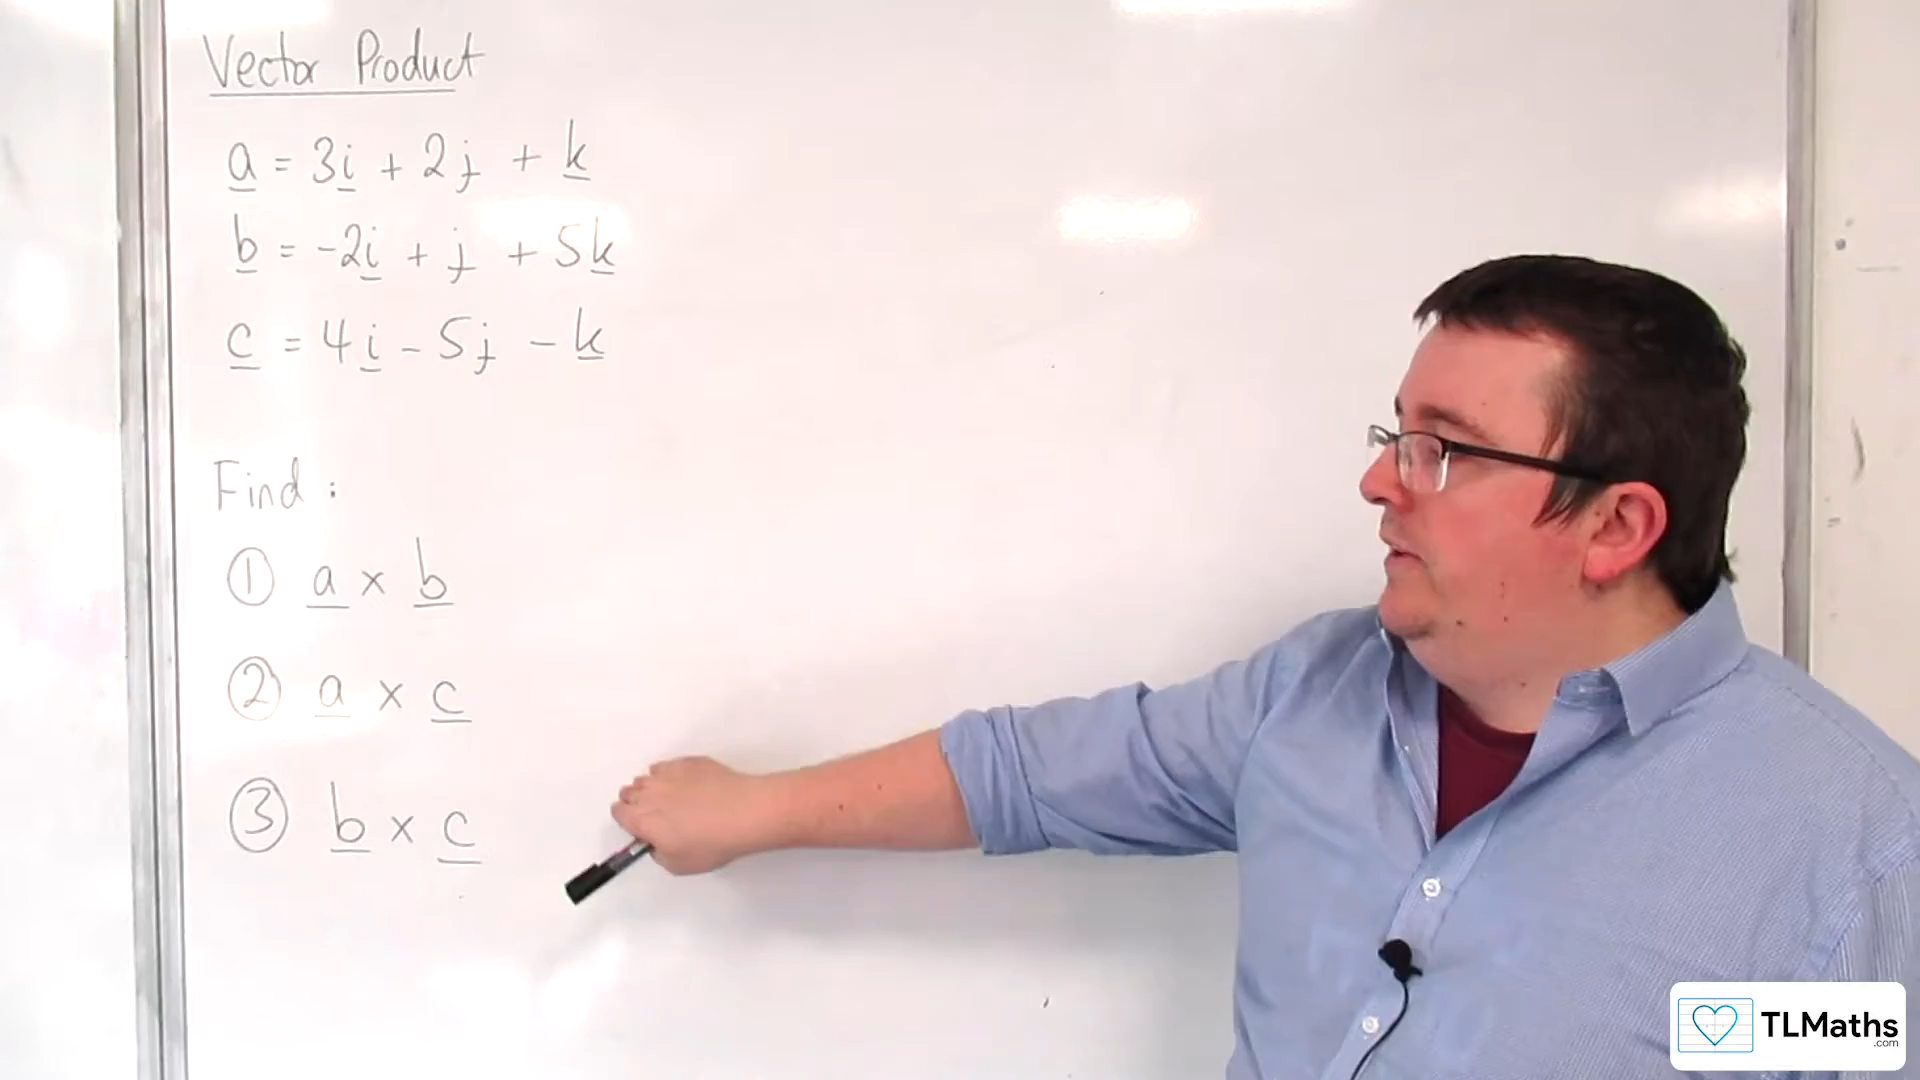 Vector Product
a = 3i + 2j + k
b = -2i + j + 5k
c = 4i - 5j - k
Find :
① a x b
② a x c
③ b x c
TLMaths
.com